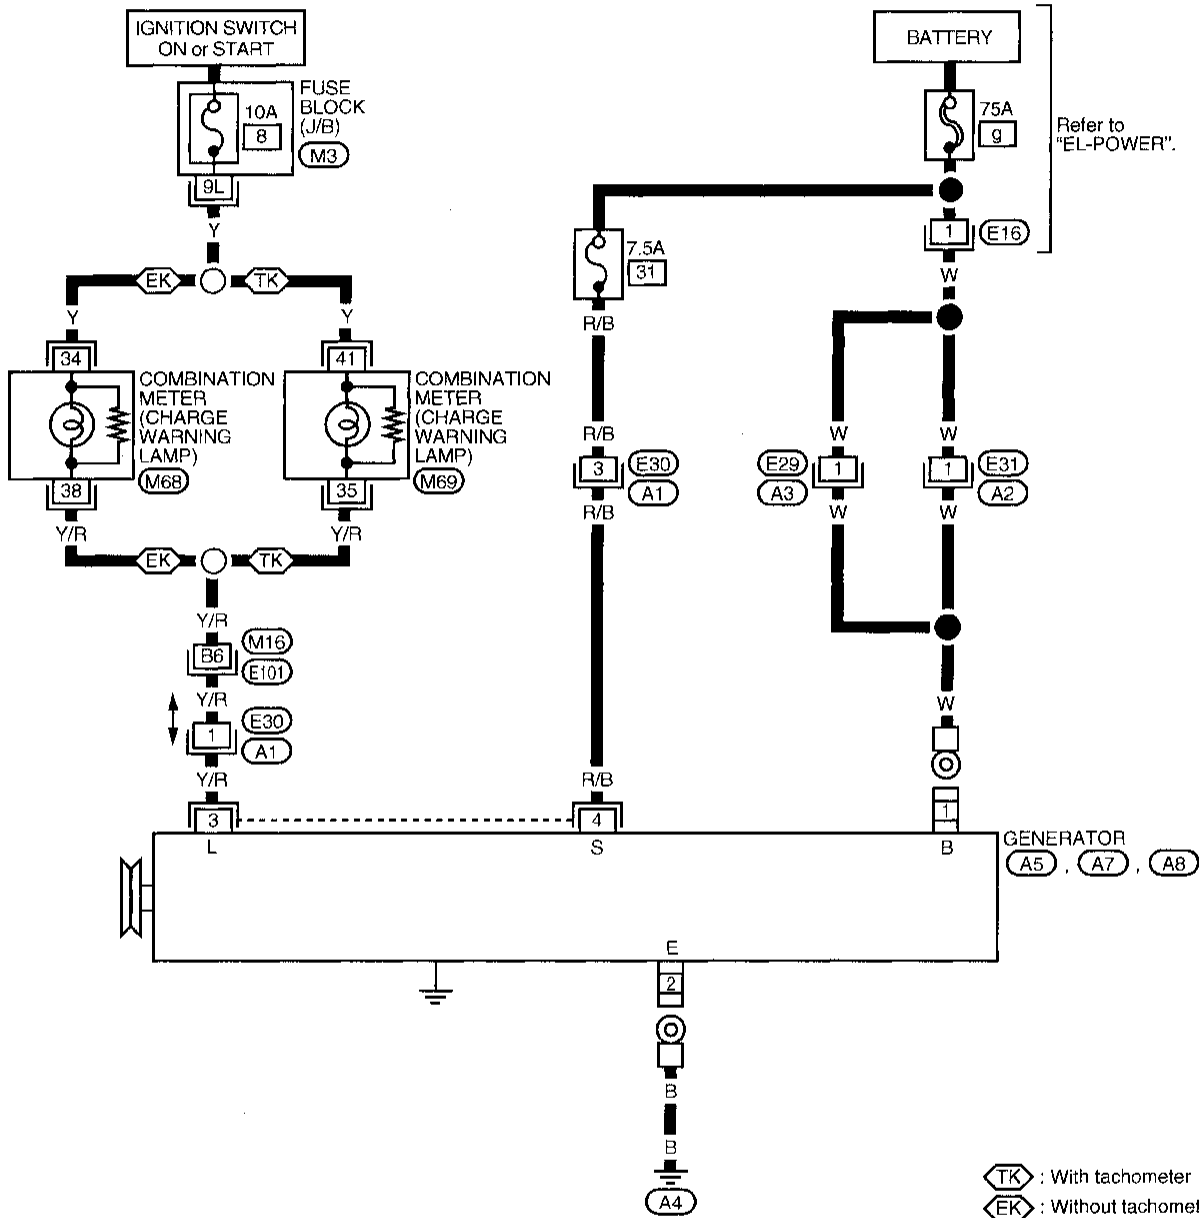 IGNITION SWITCH
ON or START
BATTERY
10A
8
FUSE
BLOCK
(J/B)
M3
75A
g
Refer to
"EL-POWER".
9L
Y
1
E16
W
7.5A
31
R/B
EK
TK
Y
Y
34
41
COMBINATION
METER
(CHARGE
WARNING
LAMP)
M68
COMBINATION
METER
(CHARGE
WARNING
LAMP)
M69
38
35
Y/R
Y/R
EK
TK
R/B
3
E30
A1
R/B
W
E29
1
A3
W
W
1
E31
A2
W
Y/R
B6
M16
E101
Y/R
1
E30
A1
Y/R
R/B
W
3
4
1
L
S
B
GENERATOR
A5 , A7 , A8
E
2
B
B
A4
TK : With tachometer
EK : Without tachomet